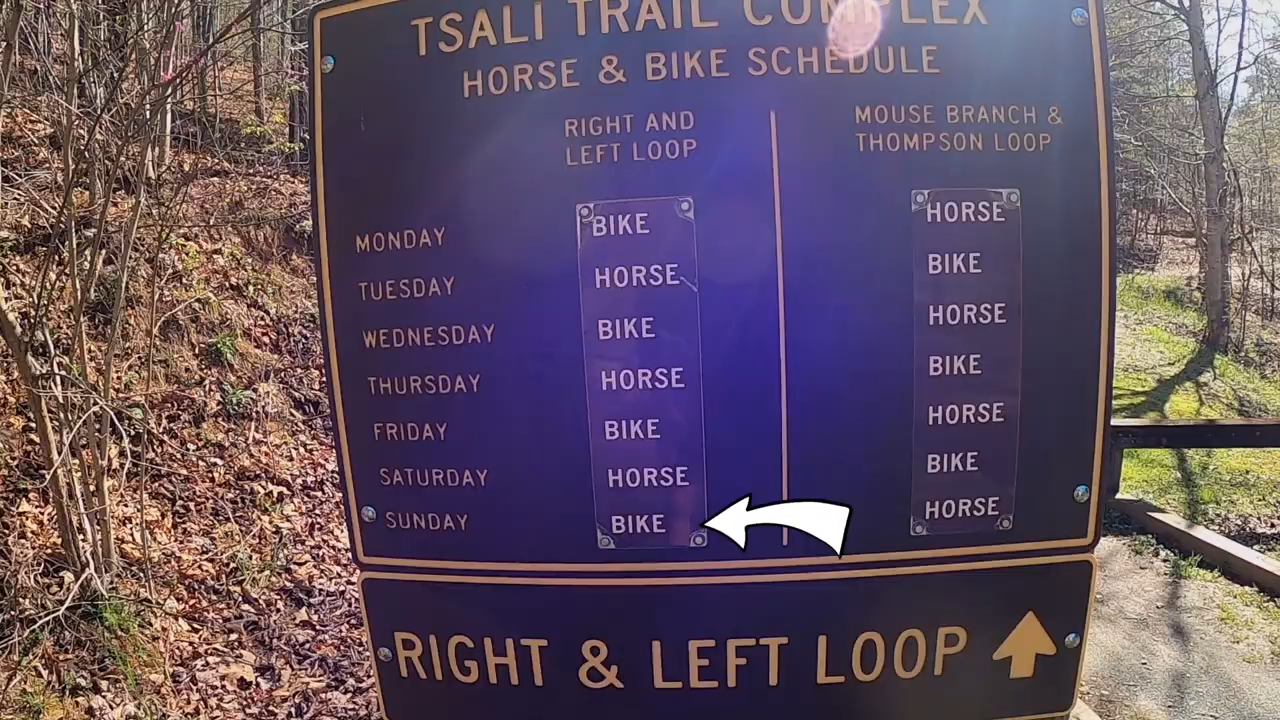 TSALI TRAIL COMPLEX
HORSE & BIKE SCHEDULE
RIGHT AND
LEFT LOOP
MOUSE BRANCH &
THOMPSON LOOP
MONDAY BIKE HORSE
TUESDAY HORSE BIKE
WEDNESDAY BIKE HORSE
THURSDAY HORSE BIKE
FRIDAY BIKE HORSE
SATURDAY HORSE BIKE
SUNDAY BIKE HORSE
RIGHT & LEFT LOOP